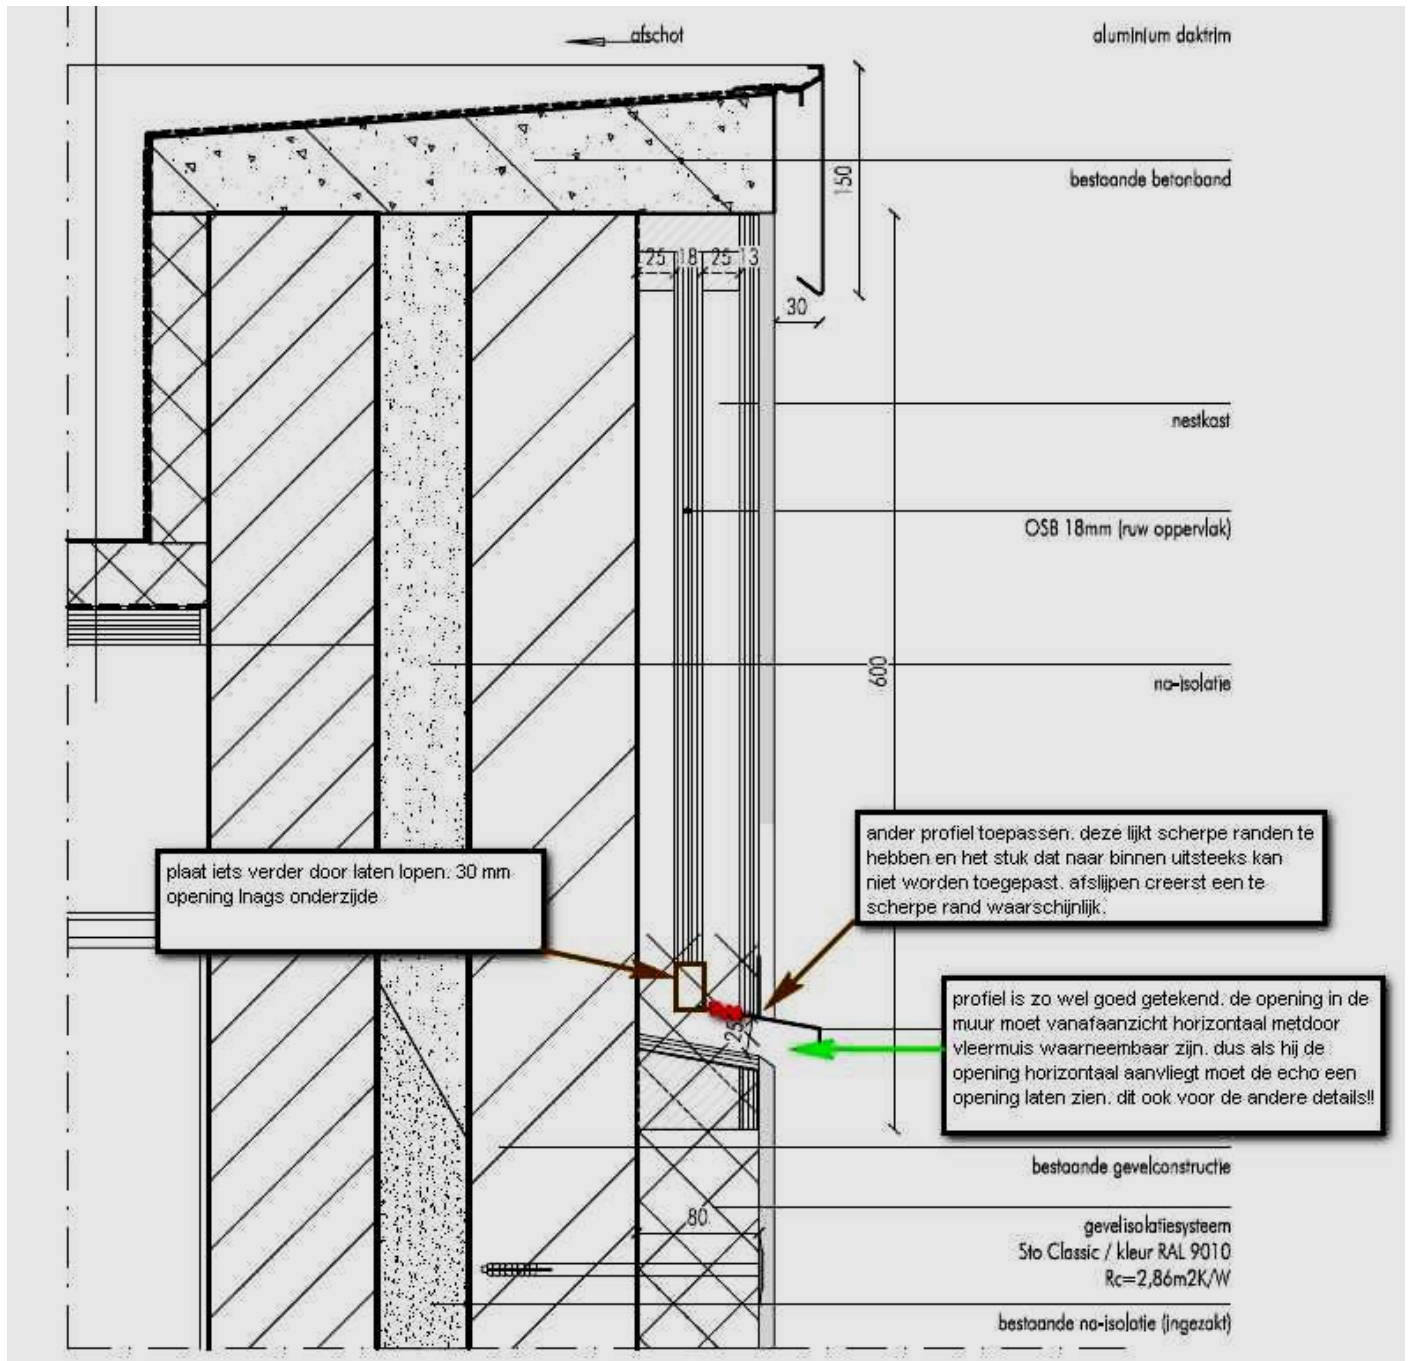 afschot
aluminium daktrim
150
bestaande betonband
25 18 25 13
30
nestkast
OSB 18mm (ruw oppervlak)
600
na-isolatie
ander profiel toepassen. deze lijkt scherpe randen te
hebben en het stuk dat naar binnen uitsteeks kan
niet worden toegepast. afslijpen creerst een te
scherpe rand waarschijnlijk.
plaat iets verder door laten lopen. 30 mm
opening lnags onderzijde
profiel is zo wel goed getekend. de opening in de
muur moet vanafaanzicht horizontaal metdoor
vleermuis waarneembaar zijn. dus als hij de
opening horizontaal aanvliegt moet de echo een
opening laten zien. dit ook voor de andere details!!
25
bestaande gevelconstructie
80
gevelisolatiesysteem
Sto Classic / kleur RAL 9010
Rc=2,86m2K/W
bestaande na-isolatie (ingezakt)